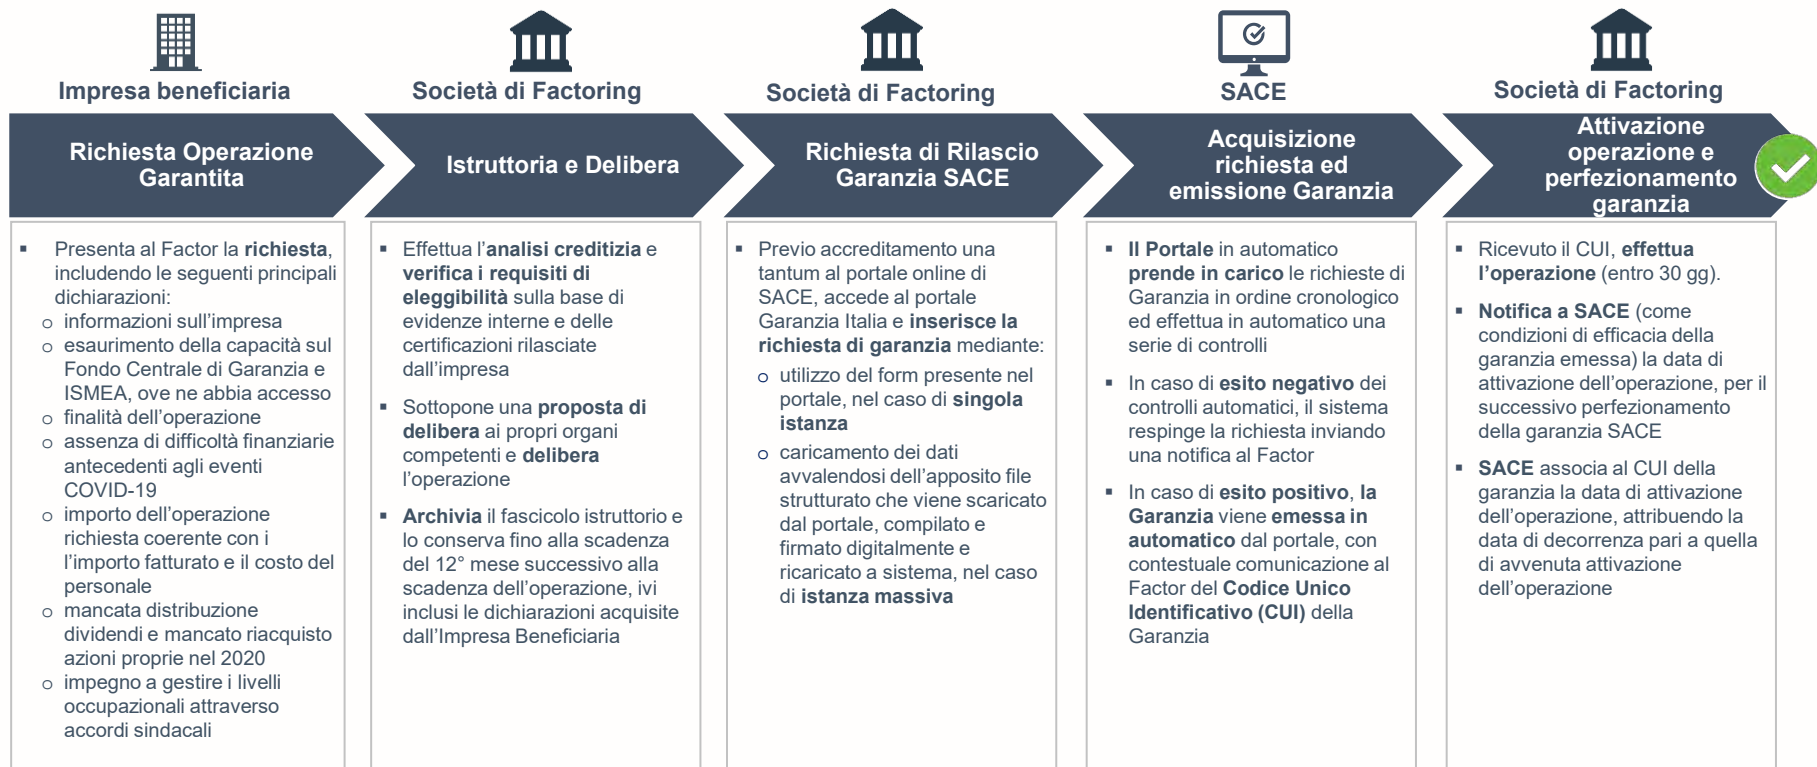 Impresa beneficiaria
Richiesta Operazione
Garantita
▪ Presenta al Factor la richiesta,
includendo le seguenti principali
dichiarazioni:
o informazioni sull’impresa
o esaurimento della capacità sul
Fondo Centrale di Garanzia e
ISMEA, ove ne abbia accesso
o finalità dell’operazione
o assenza di difficoltà finanziarie
antecedenti agli eventi
COVID-19
o importo dell’operazione
richiesta coerente con i
l’importo fatturato e il costo del
personale
o mancata distribuzione
dividendi e mancato riacquisto
azioni proprie nel 2020
o impegno a gestire i livelli
occupazionali attraverso
accordi sindacali
Società di Factoring
Istruttoria e Delibera
▪ Effettua l’analisi creditizia e
verifica i requisiti di
eleggibilità sulla base di
evidenze interne e delle
certificazioni rilasciate
dall’impresa
▪ Sottopone una proposta di
delibera ai propri organi
competenti e delibera
l’operazione
▪ Archivia il fascicolo istruttorio e
lo conserva fino alla scadenza
del 12° mese successivo alla
scadenza dell’operazione, ivi
inclusi le dichiarazioni acquisite
dall’Impresa Beneficiaria
Società di Factoring
Richiesta di Rilascio
Garanzia SACE
▪ Previo accreditamento una
tantum al portale online di
SACE, accede al portale
Garanzia Italia e inserisce la
richiesta di garanzia mediante:
o utilizzo del form presente nel
portale, nel caso di singola
istanza
o caricamento dei dati
avvalendosi dell’apposito file
strutturato che viene scaricato
dal portale, compilato e
firmato digitalmente e
ricaricato a sistema, nel caso
di istanza massiva
SACE
Acquisizione
richiesta ed
emissione Garanzia
▪ Il Portale in automatico
prende in carico le richieste di
Garanzia in ordine cronologico
ed effettua in automatico una
serie di controlli
▪ In caso di esito negativo dei
controlli automatici, il sistema
respinge la richiesta inviando
una notifica al Factor
▪ In caso di esito positivo, la
Garanzia viene emessa in
automatico dal portale, con
contestuale comunicazione al
Factor del Codice Unico
Identificativo (CUI) della
Garanzia
Società di Factoring
Attivazione
operazione e
perfezionamento
garanzia
▪ Ricevuto il CUI, effettua
l’operazione (entro 30 gg).
▪ Notifica a SACE (come
condizioni di efficacia della
garanzia emessa) la data di
attivazione dell’operazione, per il
successivo perfezionamento
della garanzia SACE
▪ SACE associa al CUI della
garanzia la data di attivazione
dell’operazione, attribuendo la
data di decorrenza pari a quella
di avvenuta attivazione
dell’operazione